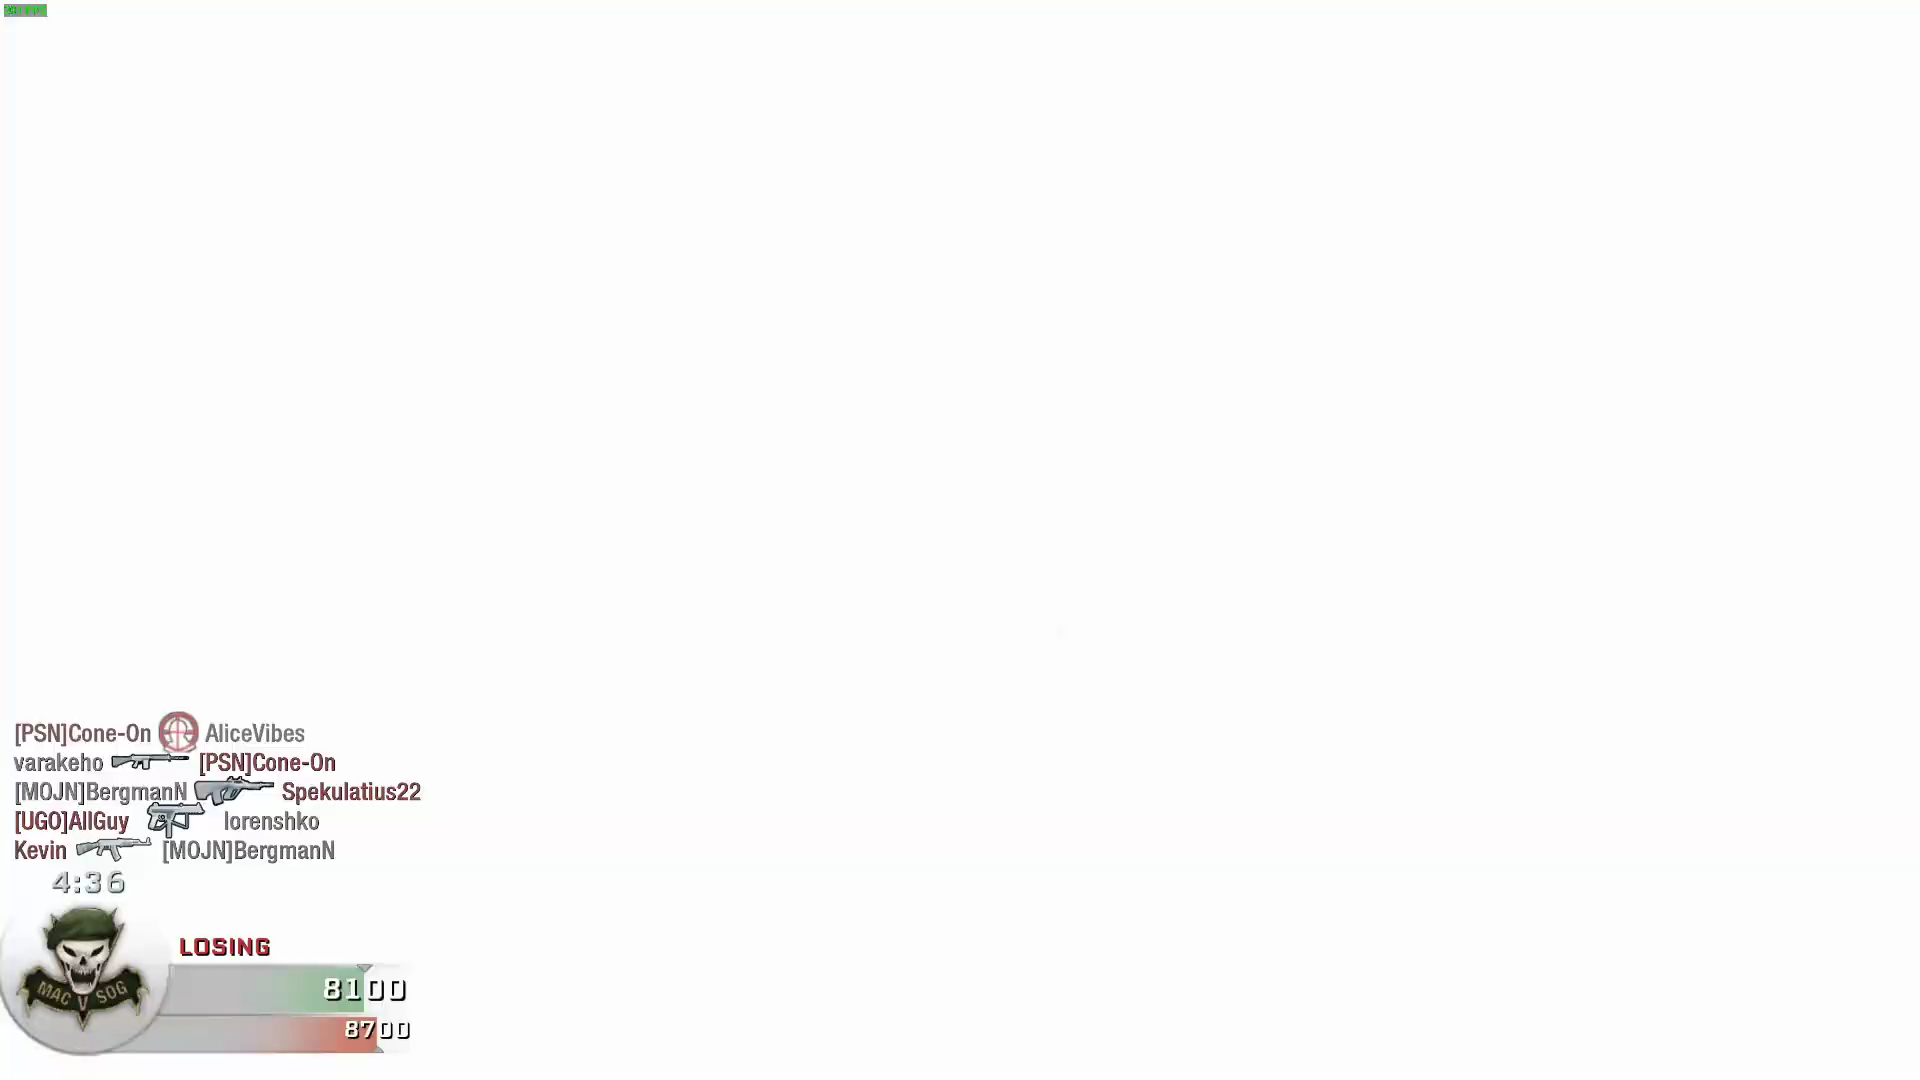 [PSN]Cone-On AliceVibes
varakeho [PSN]Cone-On
[MOJN]BergmanN Spekulatius22
[UGO]AllGuy lorenshko
Kevin [MOJN]BergmanN
4:36
LOSING
MAC V SOG
8100
8700